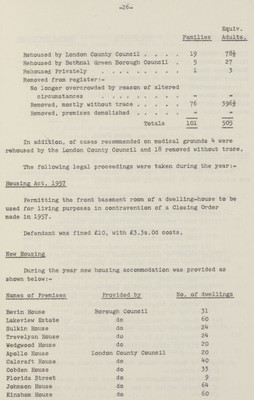 -26-
Equiv.
Families Adults.
Rehoused by London County Council . . . . 19 78½
Rehoused by Bethnal Green Borough Council . 5 27
Rehoused Privately . . . . . . . . . 1 3
Removed from register:-
No longer overcrowded by reason of altered
circumstances . . . . . . . . - -
Removed, mostly without trace . . . . . 76 396½
Removed, premises demolished . . . . . - -
Totals 101 505
In addition, of cases recommended on medical grounds 4 were
rehoused by the London County Council and 18 removed without trace.
The following legal proceedings were taken during the year:-
Housing Act, 1957
Permitting the front basement room of a dwelling-house to be
used for living purposes in contravention of a Closing Order
made in 1957.
Defendant was fined £10, with £3.3s.0d costs.
New Housing
During the year new housing accommodation was provided as
shown below:-
Names of Premises Provided by No. of dwellings
Bevin House Borough Council 31
Lakeview Estate do 60
Sulkin House do 24
Trevelyan House do 24
Wedgwood House do 20
Apollo House London County Council 20
Calcraft House do 40
Cobden House do 33
Florida Street do 9
Johnson House do 64
Kinsham House do 60